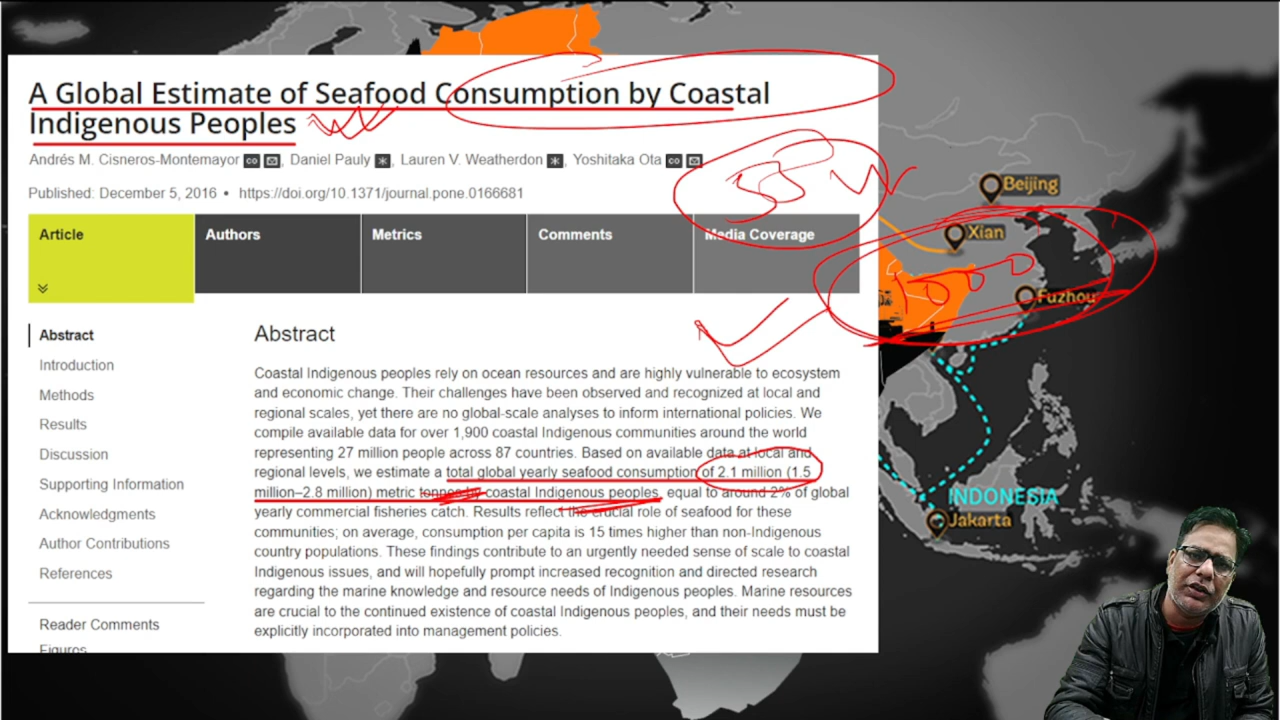 A Global Estimate of Seafood Consumption by Coastal
Indigenous Peoples
Andrés M. Cisneros-Montemayor, Daniel Pauly, Lauren V. Weatherdon, Yoshitaka Ota
Published: December 5, 2016 • https://doi.org/10.1371/journal.pone.0166681
Article Authors Metrics Comments Media Coverage
Abstract
Introduction
Methods
Results
Discussion
Supporting Information
Acknowledgments
Author Contributions
References
Reader Comments
Figures
Abstract
Coastal Indigenous peoples rely on ocean resources and are highly vulnerable to ecosystem
and economic change. Their challenges have been observed and recognized at local and
regional scales, yet there are no global-scale analyses to inform international policies. We
compile available data for over 1,900 coastal Indigenous communities around the world
representing 27 million people across 87 countries. Based on available data at local and
regional levels, we estimate a total global yearly seafood consumption of 2.1 million (1.5
million–2.8 million) metric tonnes by coastal Indigenous peoples, equal to around 2% of global
yearly commercial fisheries catch. Results reflect the crucial role of seafood for these
communities; on average, consumption per capita is 15 times higher than non-Indigenous
country populations. These findings contribute to an urgently needed sense of scale to coastal
Indigenous issues, and will hopefully prompt increased recognition and directed research
regarding the marine knowledge and resource needs of Indigenous Peoples. Marine resources
are crucial to the continued existence of coastal Indigenous peoples, and their needs must be
explicitly incorporated into management policies.
Beijing
Xian
1000
Fuzhou
INDONESIA
Jakarta